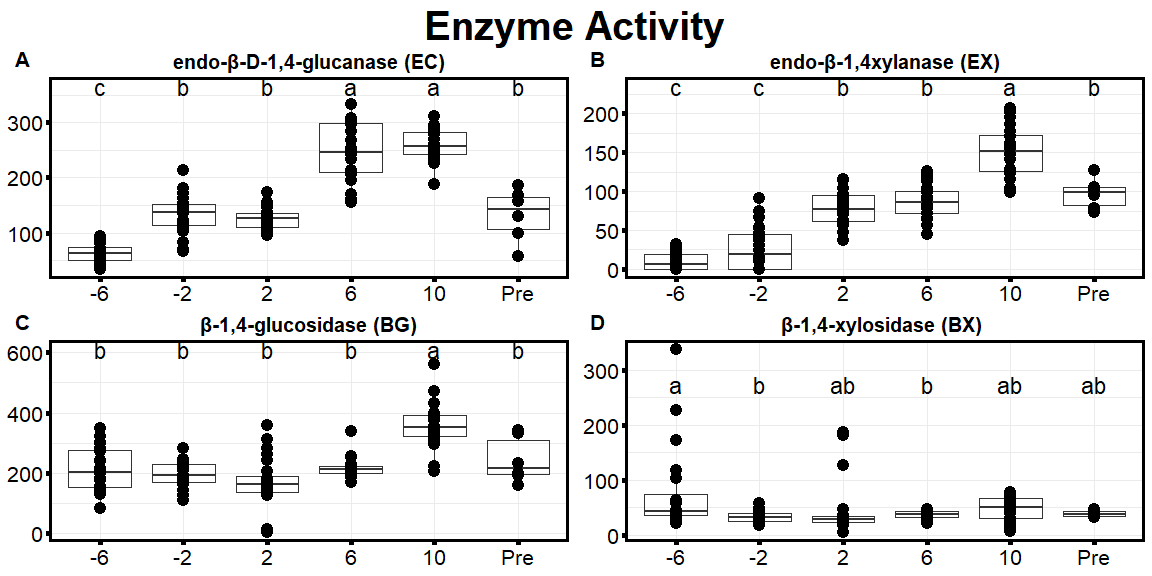 Enzyme Activity
A endo-β-D-1,4-glucanase (EC)
c b b a a b
300
200
100
-6 -2 2 6 10 Pre
B endo-β-1,4xylanase (EX)
c c b b a b
200
150
100
50
0
-6 -2 2 6 10 Pre
C β-1,4-glucosidase (BG)
b b b b a b
600
400
200
0
-6 -2 2 6 10 Pre
D β-1,4-xylosidase (BX)
a b ab b ab ab
300
200
100
0
-6 -2 2 6 10 Pre